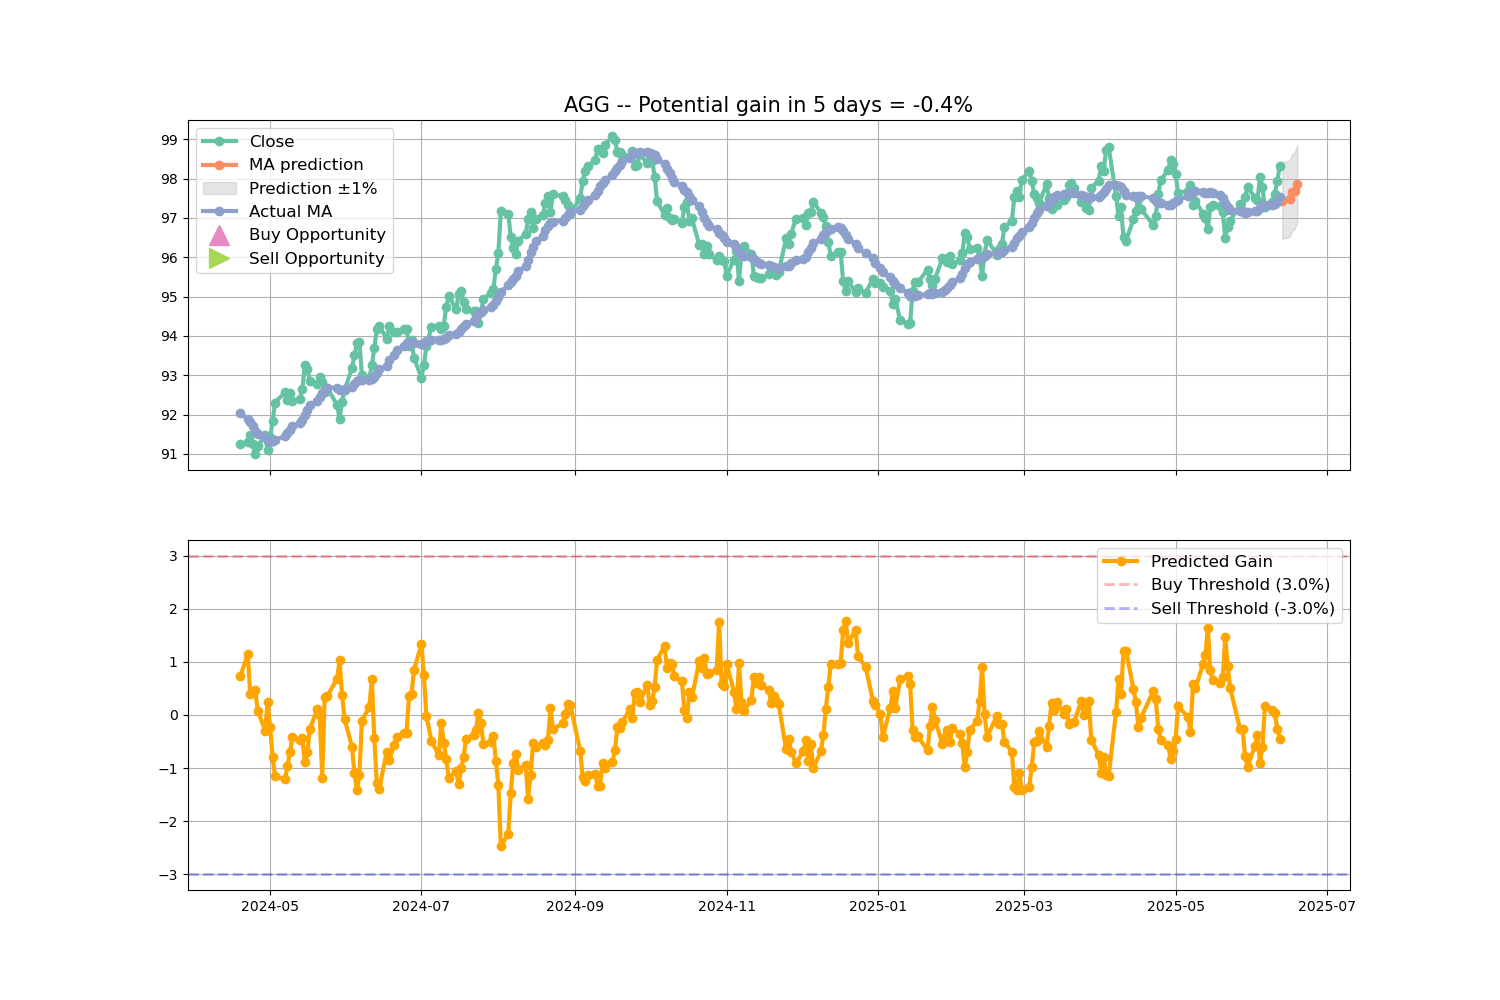 AGG -- Potential gain in 5 days = -0.4%
99
98
97
96
95
94
93
92
91
Close
MA prediction
Prediction ±1%
Actual MA
Buy Opportunity
Sell Opportunity
3
2
1
0
−1
−2
−3
Predicted Gain
Buy Threshold (3.0%)
Sell Threshold (-3.0%)
2024-05
2024-07
2024-09
2024-11
2025-01
2025-03
2025-05
2025-07